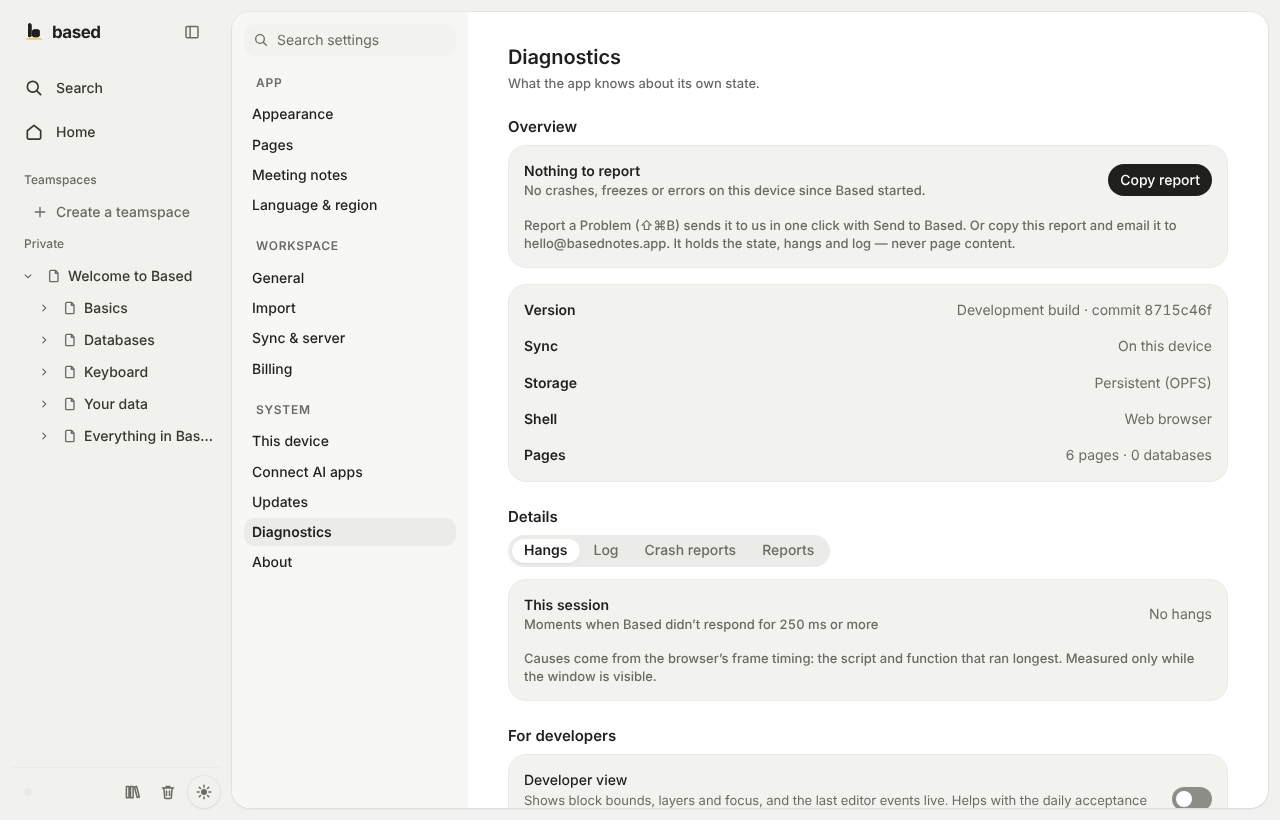 based
Search
Home
Teamspaces
Create a teamspace
Private
Welcome to Based
Basics
Databases
Keyboard
Your data
Everything in Bas...
Search settings
APP
Appearance
Pages
Meeting notes
Language & region
WORKSPACE
General
Import
Sync & server
Billing
SYSTEM
This device
Connect AI apps
Updates
Diagnostics
About
Diagnostics
What the app knows about its own state.
Overview
Nothing to report
No crashes, freezes or errors on this device since Based started.
Copy report
Report a Problem (⇧⌘B) sends it to us in one click with Send to Based. Or copy this report and email it to
hello@basednotes.app. It holds the state, hangs and log — never page content.
Version Development build · commit 8715c46f
Sync On this device
Storage Persistent (OPFS)
Shell Web browser
Pages 6 pages · 0 databases
Details
Hangs Log Crash reports Reports
This session
Moments when Based didn’t respond for 250 ms or more
No hangs
Causes come from the browser’s frame timing: the script and function that ran longest. Measured only while
the window is visible.
For developers
Developer view
Shows block bounds, layers and focus, and the last editor events live. Helps with the daily acceptance